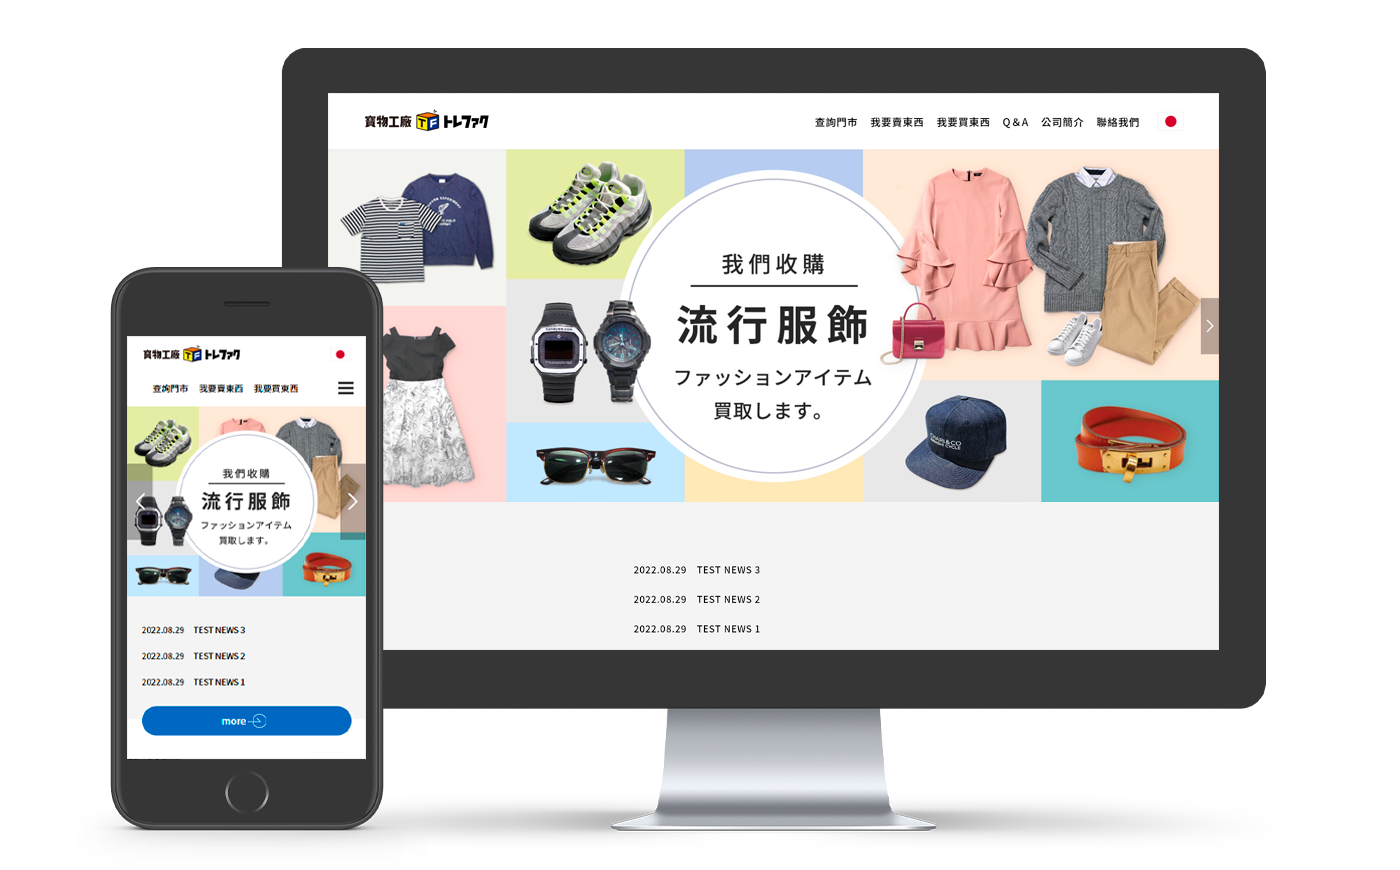 寶物工廠 TF トレファク
查詢門市 我要賣東西 我要買東西 Q&A 公司簡介 聯絡我們
我們收購
流行服飾
ファッションアイテム
買取します。
2022.08.29 TEST NEWS 3
2022.08.29 TEST NEWS 2
2022.08.29 TEST NEWS 1
寶物工廠 TF トレファク
查詢門市 我要賣東西 我要買東西
我們收購
流行服飾
ファッションアイテム
買取します。
2022.08.29 TEST NEWS 3
2022.08.29 TEST NEWS 2
2022.08.29 TEST NEWS 1
more